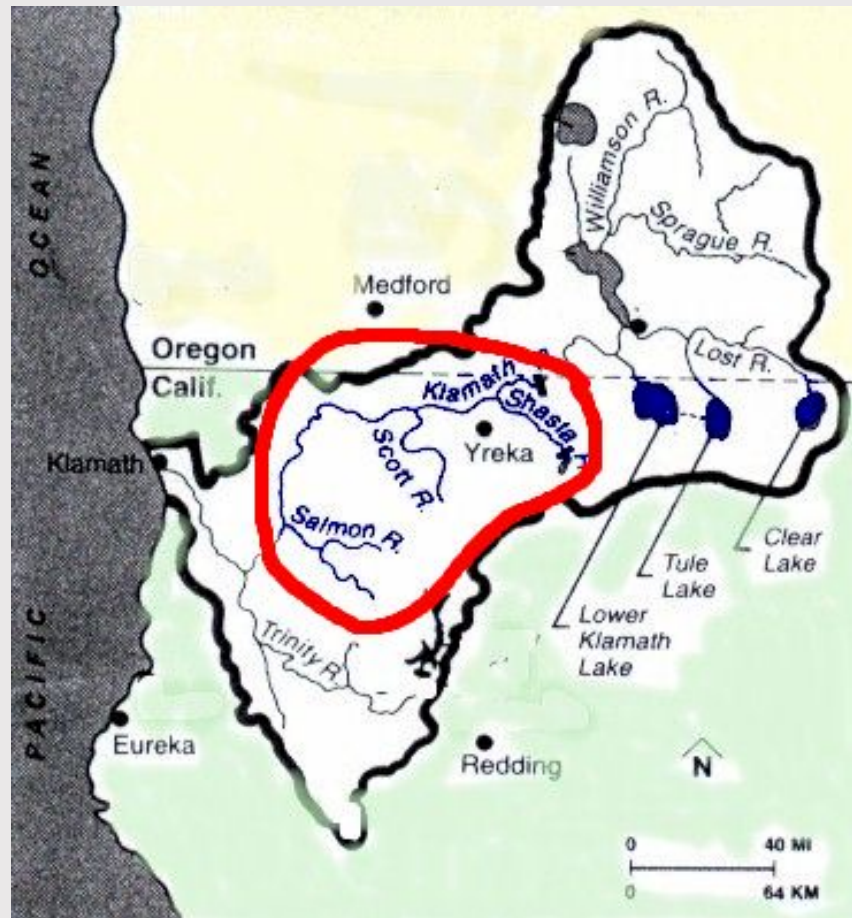 OCEAN
PACIFIC
Williamson R.
Sprague R.
Medford
Oregon
Calif.
Lost R.
Klamath
Shasta
Klamath
Yreka
Scott R.
Salmon R.
Clear
Lake
Tule
Lake
Lower
Klamath
Lake
Trinity R.
Eureka
Redding
N
0 40 MI
0 64 KM